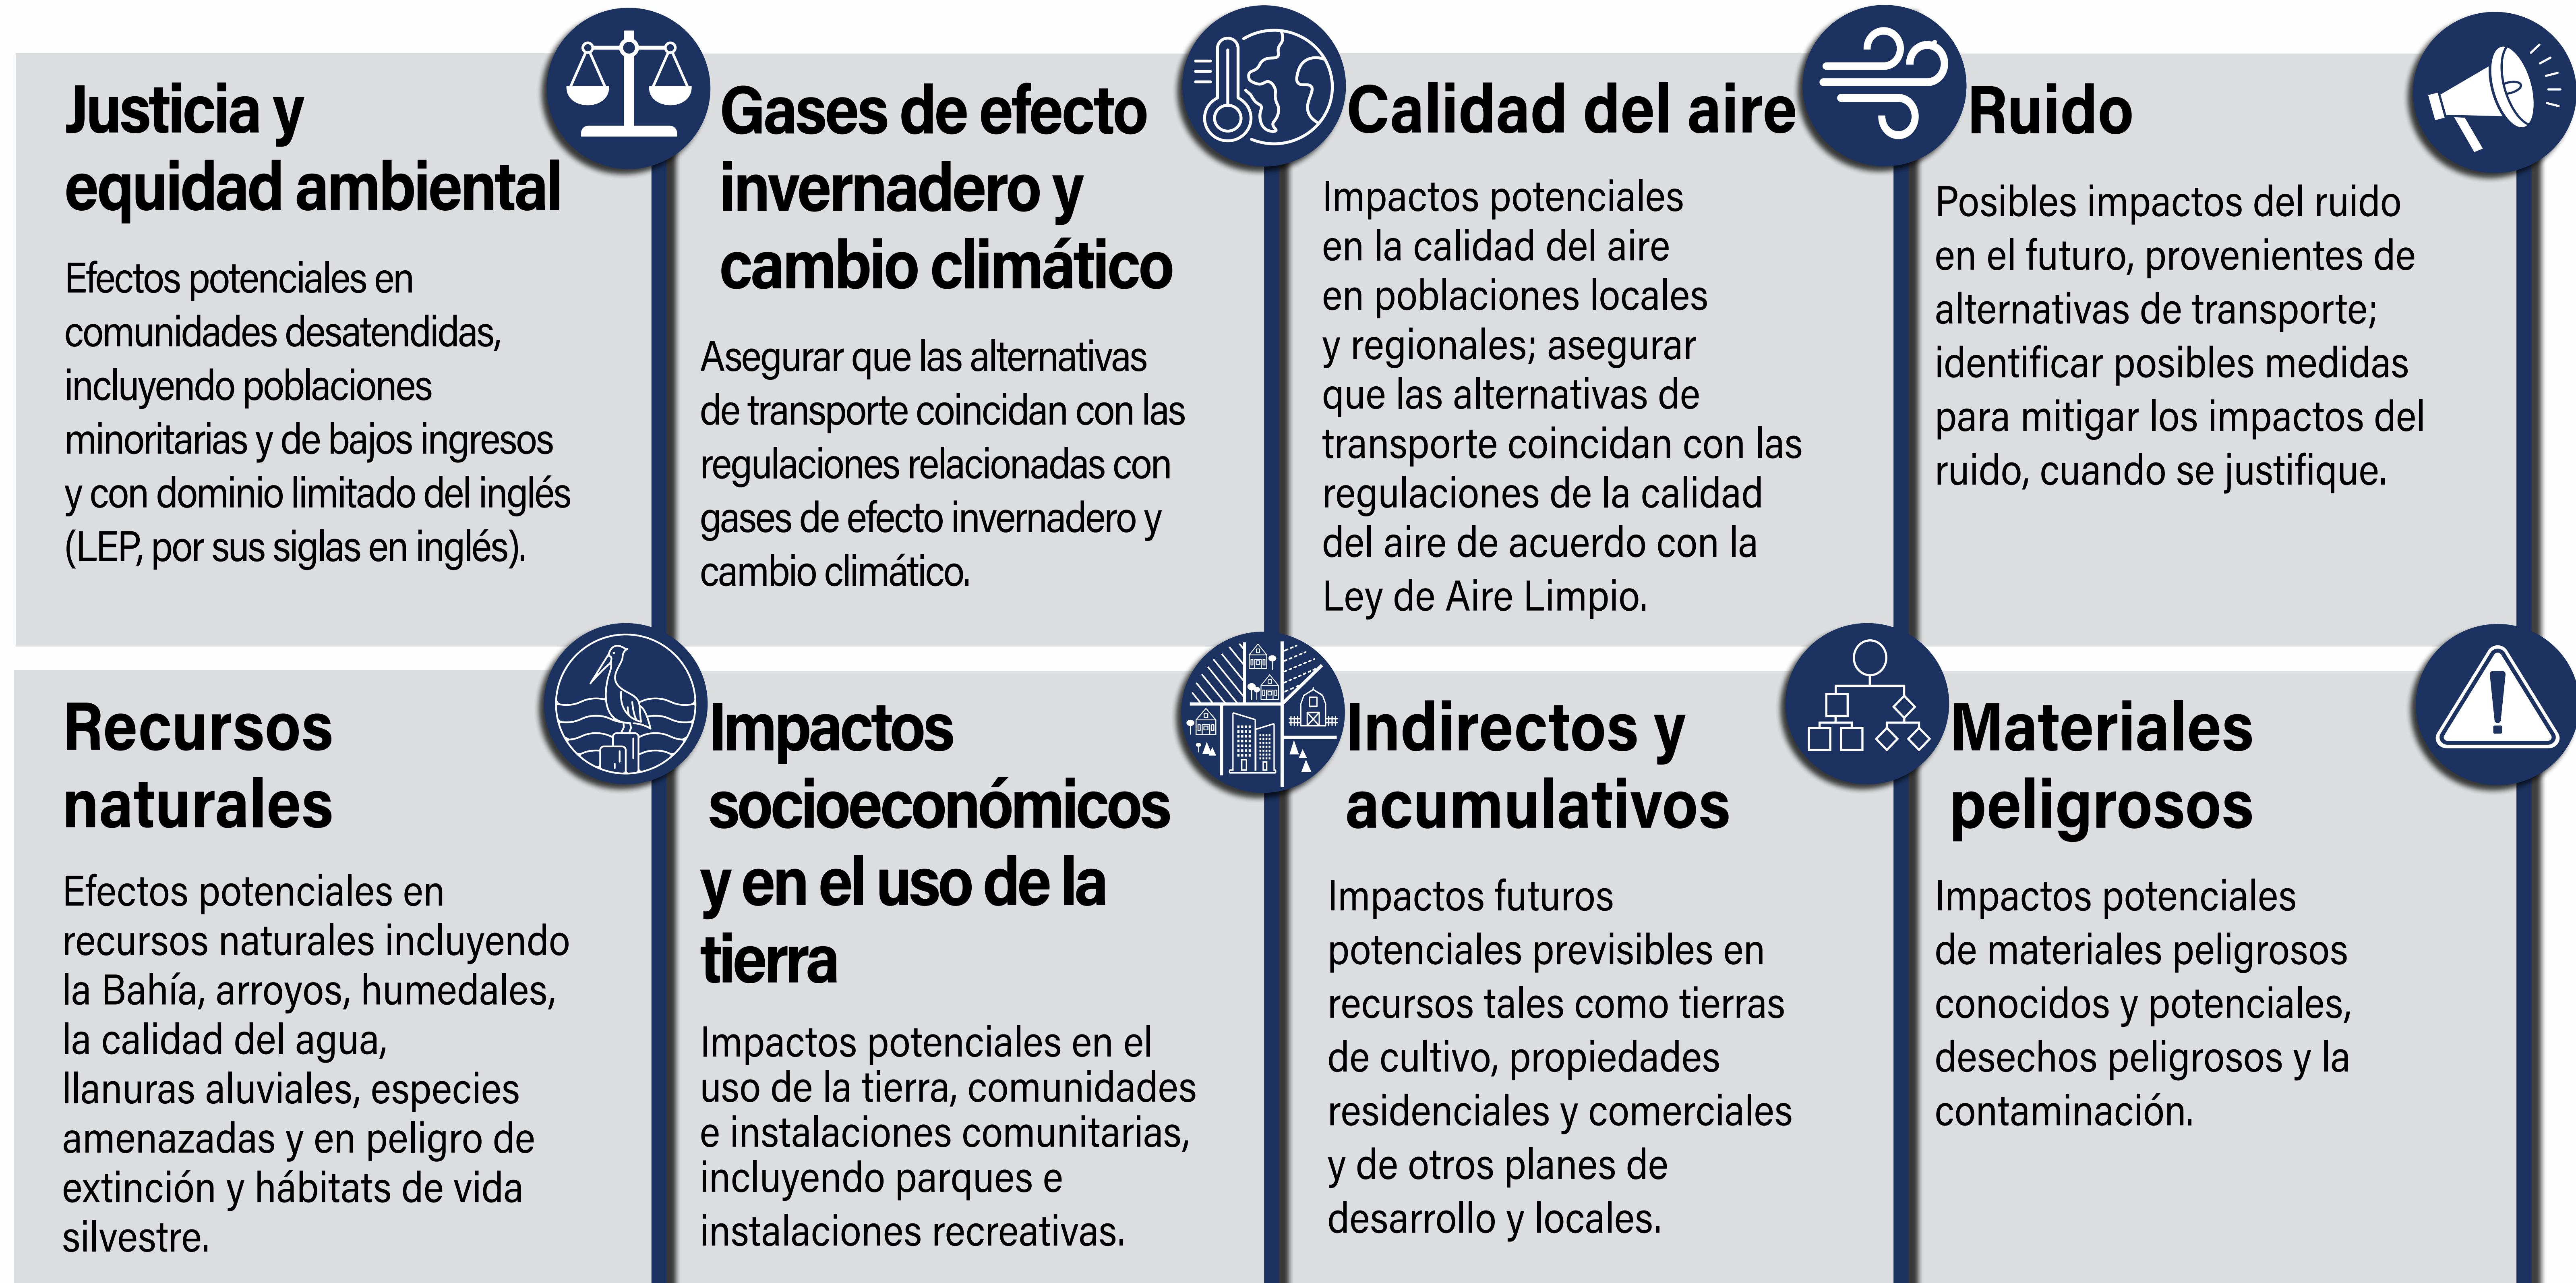 Justicia y
equidad ambiental
Efectos potenciales en
comunidades desatendidas,
incluyendo poblaciones
minoritarias y de bajos ingresos
y con dominio limitado del inglés
(LEP, por sus siglas en inglés).
Gases de efecto
invernadero y
cambio climático
Asegurar que las alternativas
de transporte coincidan con las
regulaciones relacionadas con
gases de efecto invernadero y
cambio climático.
Calidad del aire
Impactos potenciales
en la calidad del aire
en poblaciones locales
y regionales; asegurar
que las alternativas de
transporte coincidan con las
regulaciones de la calidad
del aire de acuerdo con la
Ley de Aire Limpio.
Ruido
Posibles impactos del ruido
en el futuro, provenientes de
alternativas de transporte;
identificar posibles medidas
para mitigar los impactos del
ruido, cuando se justifique.
Recursos
naturales
Efectos potenciales en
recursos naturales incluyendo
la Bahía, arroyos, humedales,
la calidad del agua,
llanuras aluviales, especies
amenazadas y en peligro de
extinción y hábitats de vida
silvestre.
Impactos
socioeconómicos
y en el uso de la
tierra
Impactos potenciales en el
uso de la tierra, comunidades
e instalaciones comunitarias,
incluyendo parques e
instalaciones recreativas.
Indirectos y
acumulativos
Impactos futuros
potenciales previsibles en
recursos tales como tierras
de cultivo, propiedades
residenciales y comerciales
y de otros planes de
desarrollo y locales.
Materiales
peligrosos
Impactos potenciales
de materiales peligrosos
conocidos y potenciales,
desechos peligrosos y la
contaminación.